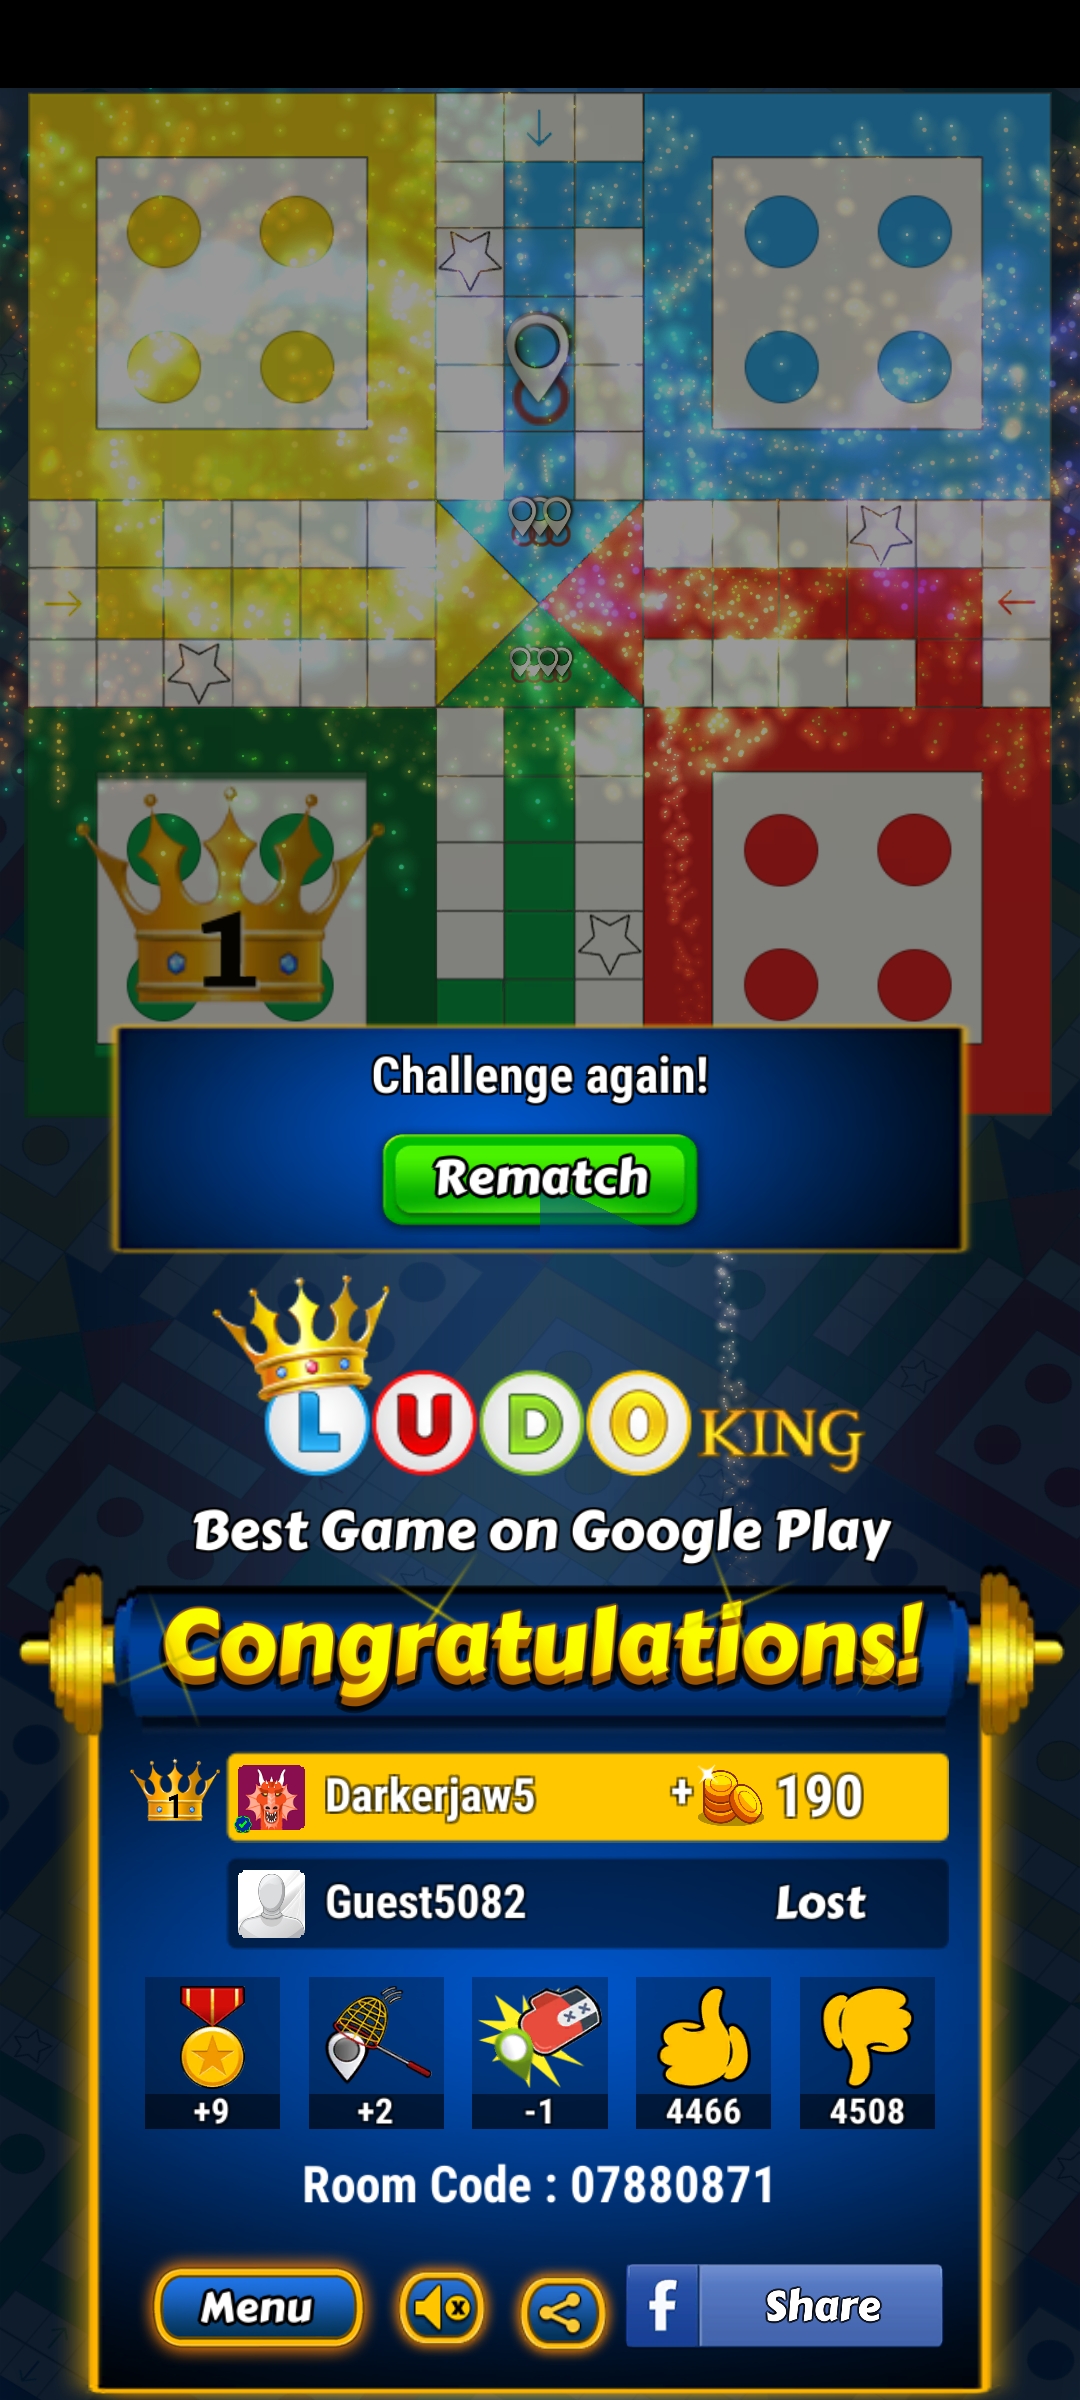 1
Challenge again!
Rematch
LUDO KING
Best Game on Google Play
Congratulations!
1 Darkerjaw5 + 190
Guest5082 Lost
+9 +2 -1 4466 4508
Room Code : 07880871
Menu x f Share